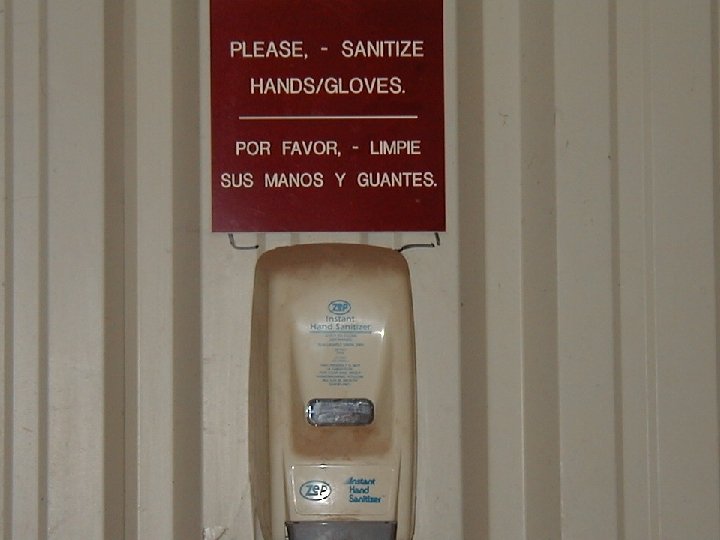 PLEASE, - SANITIZE
HANDS/GLOVES.
POR FAVOR, - LIMPIE
SUS MANOS Y GUANTES.
zep
Instant
Hand Sanitizer
zep
Instant
Hand
Sanitizer